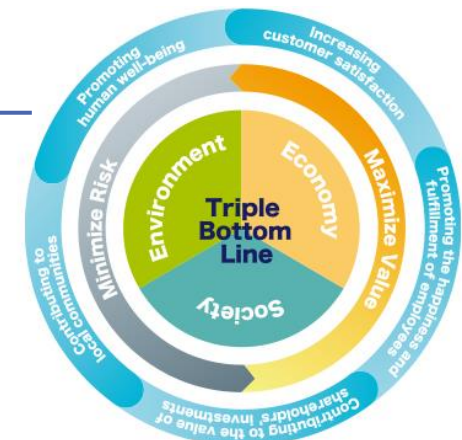 Increasing
customer satisfaction
Promoting the happiness and
fulfillment of employees
Contributing to the value of
shareholdrs' investments
Contributing to
local communities
Promoting
human well-being
Minimize Risk
Maximize Value
Environment
Economy
Society
Triple
Bottom
Line